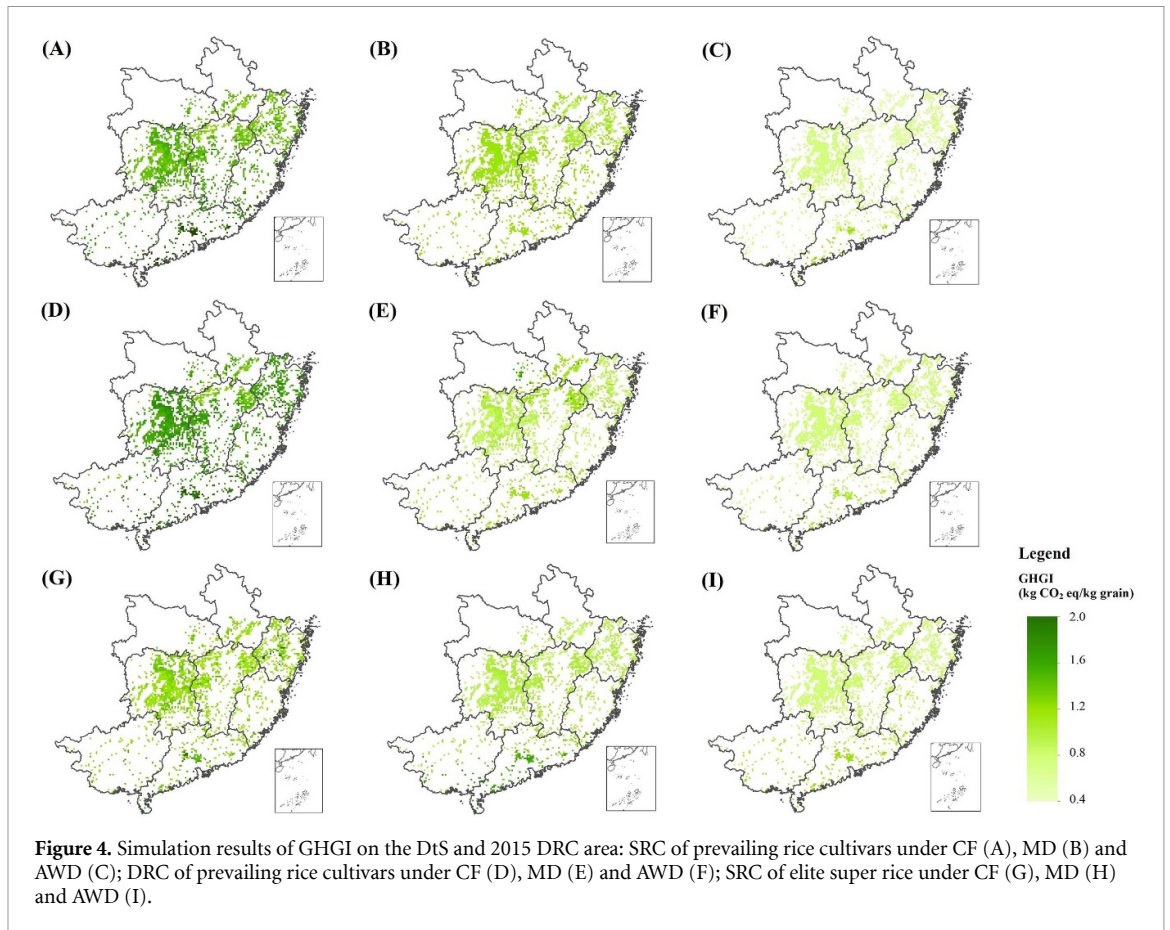 (A)
(B)
(C)
(D)
(E)
(F)
(G)
(H)
(I)
Legend
GHGI
(kg CO₂ eq/kg grain)
2.0
1.6
1.2
0.8
0.4
Figure 4. Simulation results of GHGI on the DtS and 2015 DRC area: SRC of prevailing rice cultivars under CF (A), MD (B) and
AWD (C); DRC of prevailing rice cultivars under CF (D), MD (E) and AWD (F); SRC of elite super rice under CF (G), MD (H)
and AWD (I).